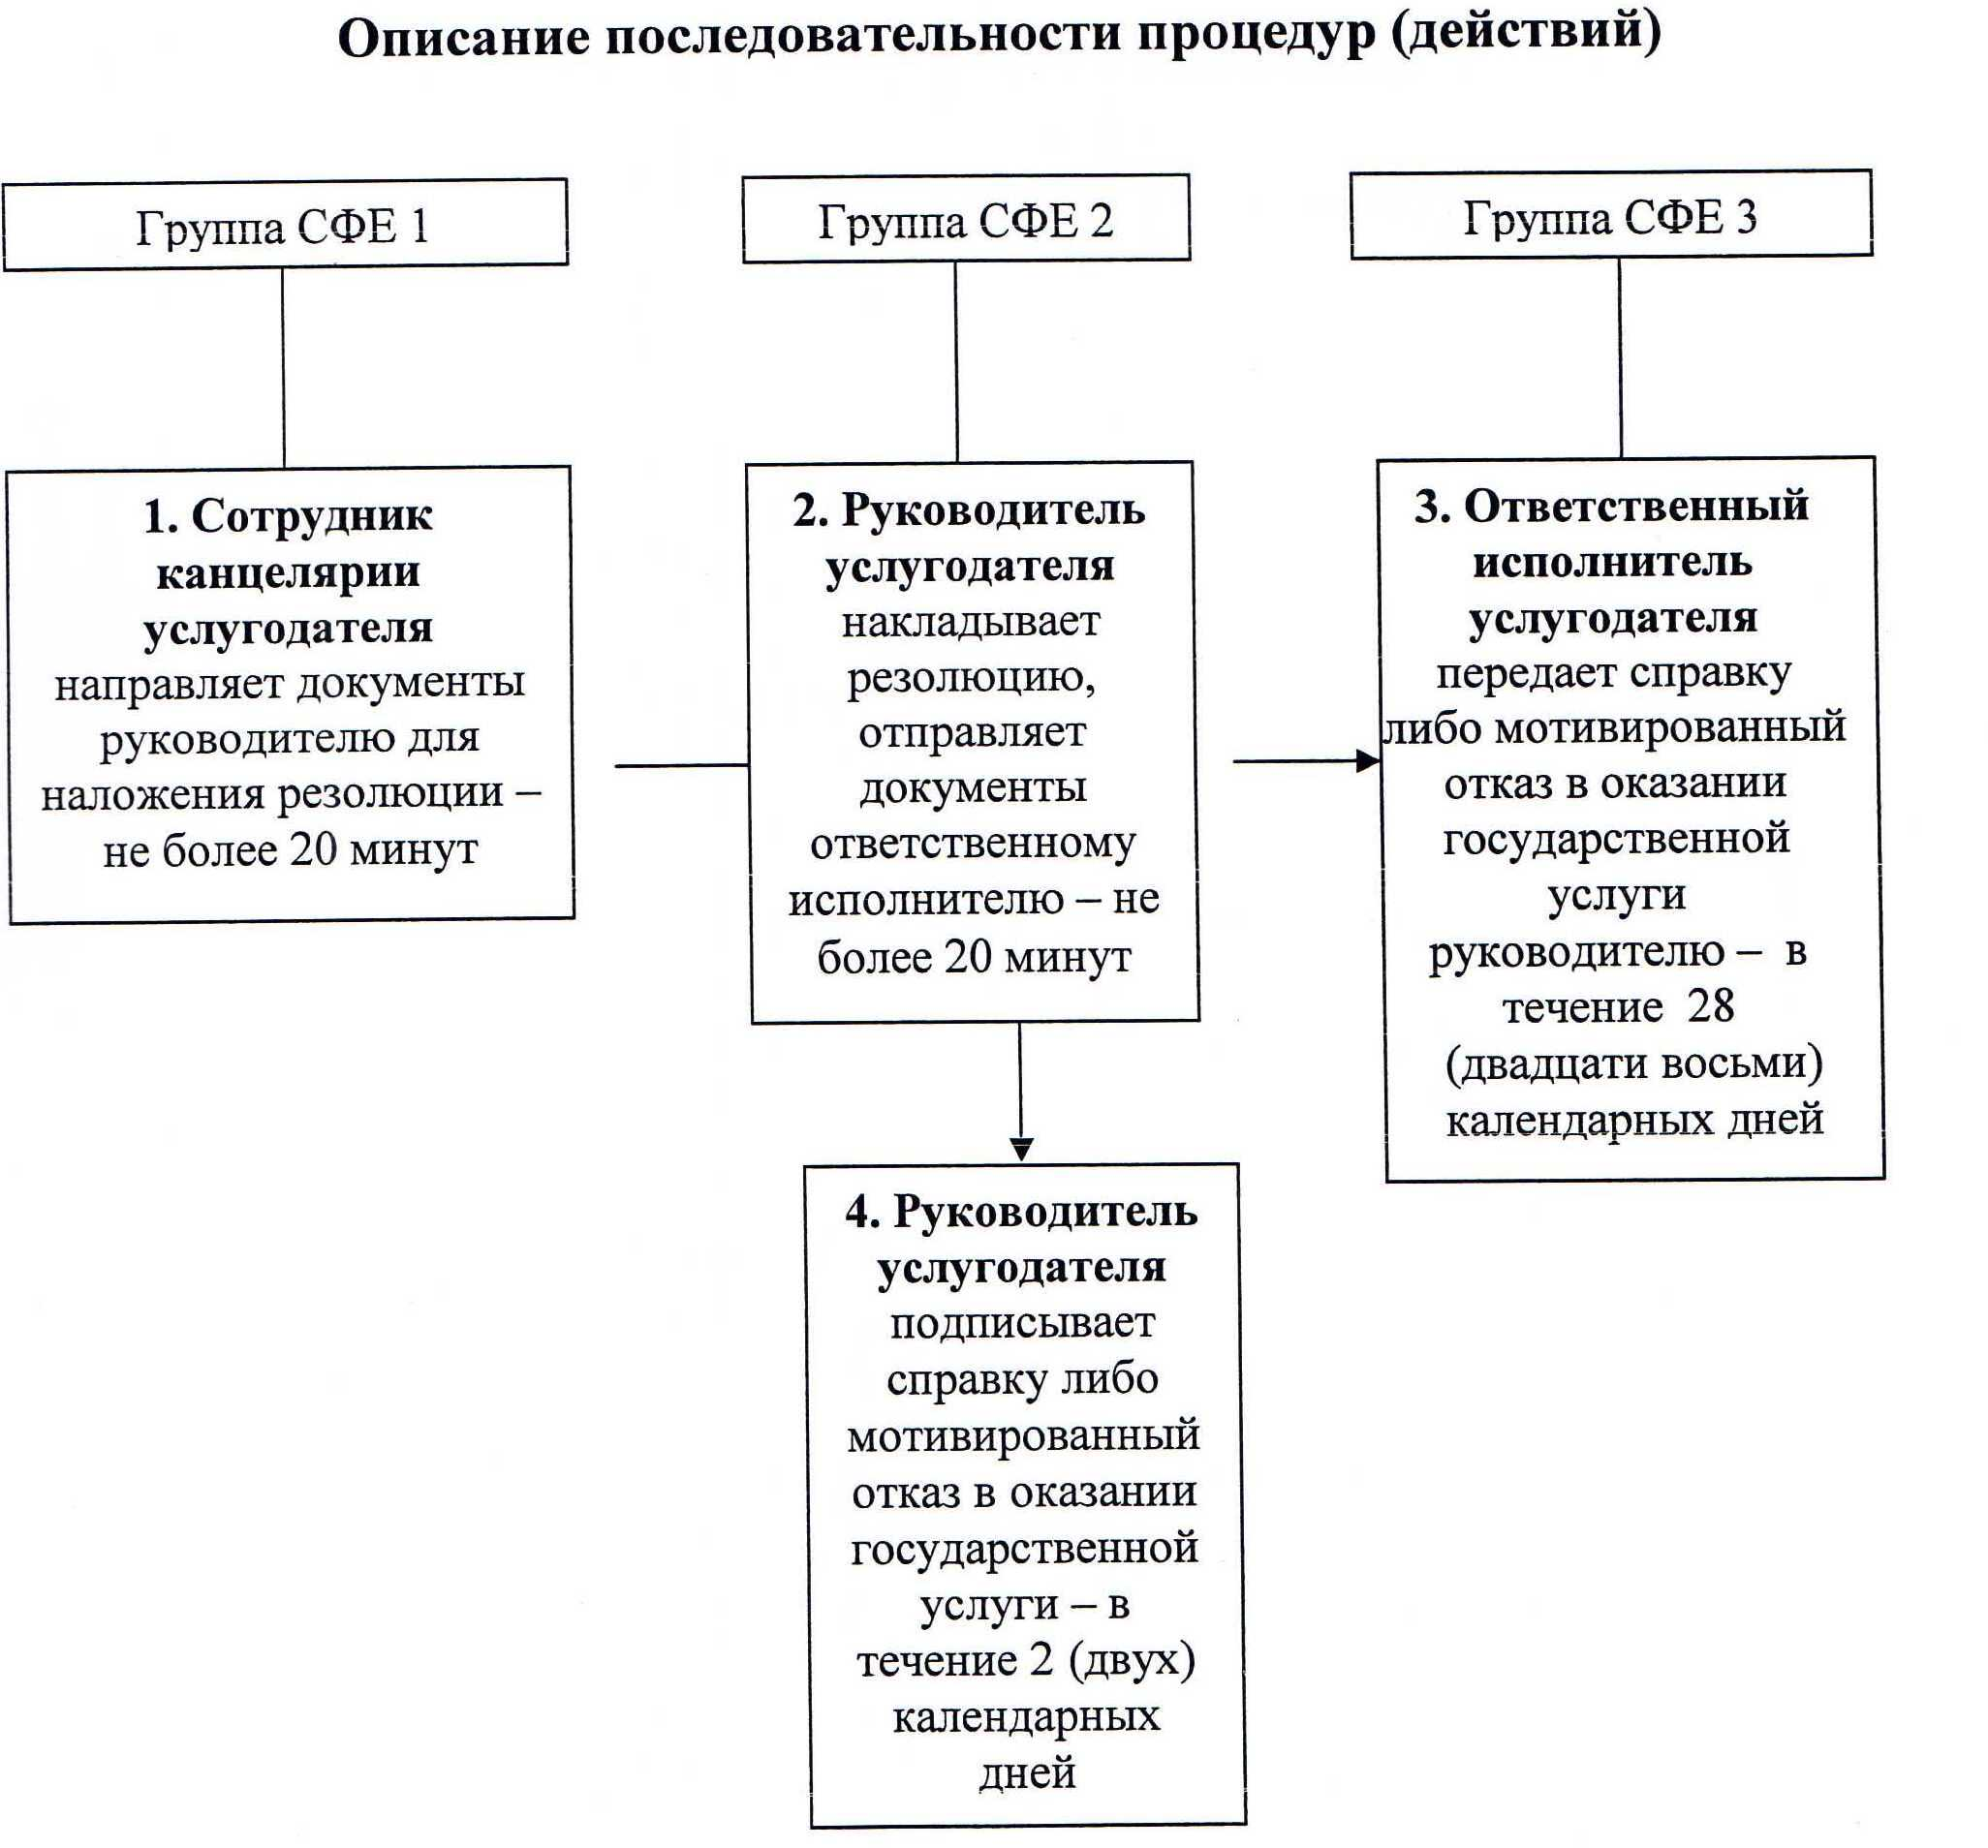 Описание последовательности процедур (действий)
Группа СФЕ 1
Группа СФЕ 2
Группа СФЕ 3
1. Сотрудник
канцелярии
услугодателя
направляет документы
руководителю для
наложения резолюции –
не более 20 минут
2. Руководитель
услугодателя
накладывает
резолюцию,
отправляет
документы
ответственному
исполнителю – не
более 20 минут
3. Ответственный
исполнитель
услугодателя
передает справку
либо мотивированный
отказ в оказании
государственной
услуги
руководителю – в
течение 28
(двадцати восьми)
календарных дней
4. Руководитель
услугодателя
подписывает
справку либо
мотивированный
отказ в оказании
государственной
услуги – в
течение 2 (двух)
календарных
дней